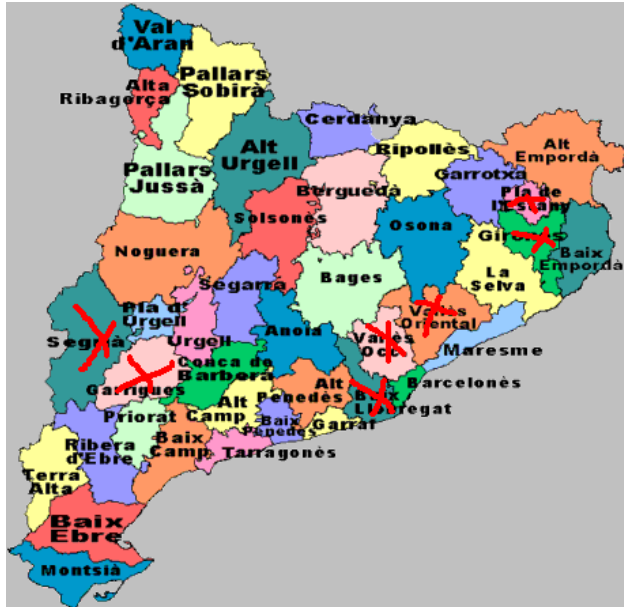 Val
d'Aran
Pallars
Sobirà
Alta
Ribagorça
Cerdanya
Alt
Urgell
Ripollès
Alt
Empordà
Garrotxa
Pallars
Jussà
Berguedà
Pla de
l'Estany
Solsonès
Osona
Gironès
Noguera
Baix
Empordà
Bages
La
Selva
Segarra
Pla d'
Urgell
Anoia
Vallès
Oriental
Segrià
Urgell
Vallès
Occ
Maresme
Conca de
Barberà
Garrigues
Alt
Penedès
Barcelonès
Baix
Llobregat
Priorat
Alt
Camp
Baix
Penedès
Garraf
Ribera
d'Ebre
Baix
Camp
Tarragonès
Terra
Alta
Baix
Ebre
Montsià